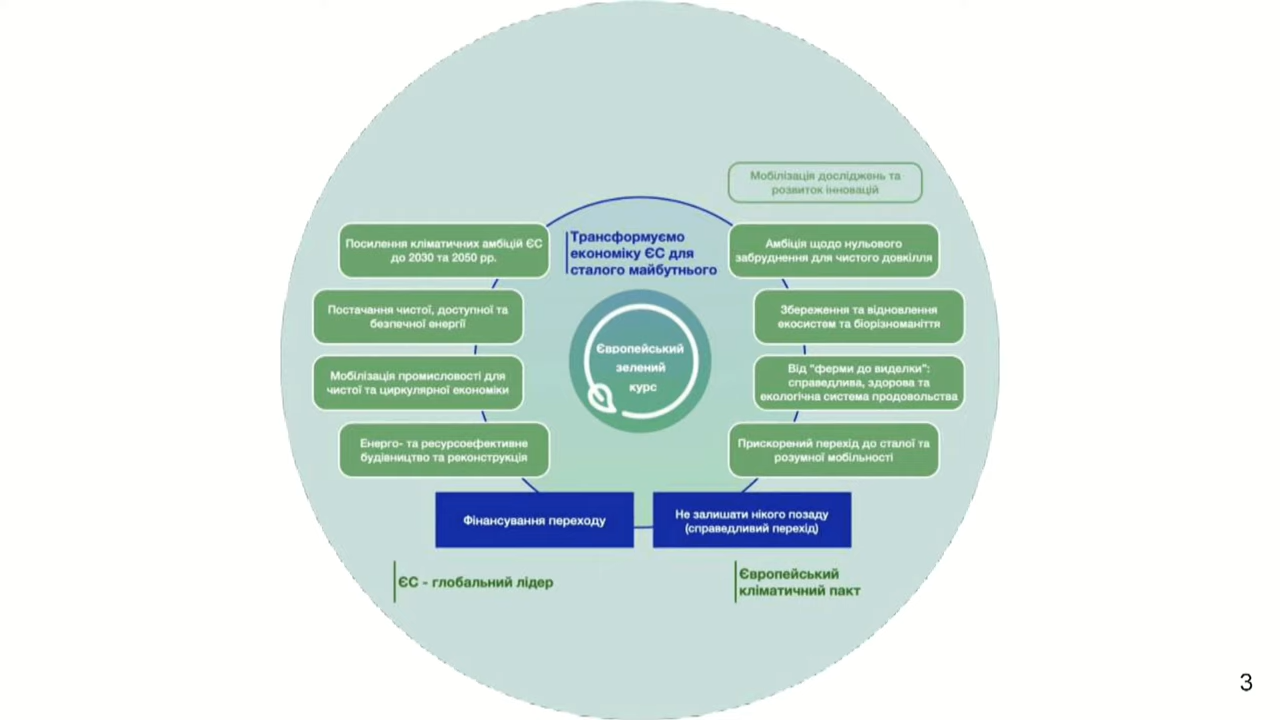 Мобілізація досліджень та
розвиток інновацій
Трансформуємо
економіку ЄС для
сталого майбутнього
Посилення кліматичних амбіцій ЄС
до 2030 та 2050 рр.
Амбіція щодо нульового
забруднення для чистого довкілля
Постачання чистої, доступної та
безпечної енергії
Збереження та відновлення
екосистем та біорізноманіття
Європейський
зелений
курс
Мобілізація промисловості для
чистої та циркулярної економіки
Від "ферми до виделки":
справедлива, здорова та
екологічна система продовольства
Енерго- та ресурсоефективне
будівництво та реконструкція
Прискорений перехід до сталої та
розумної мобільності
Фінансування переходу
Не залишати нікого позаду
(справедливий перехід)
ЄС - глобальний лідер
Європейський
кліматичний пакт
3